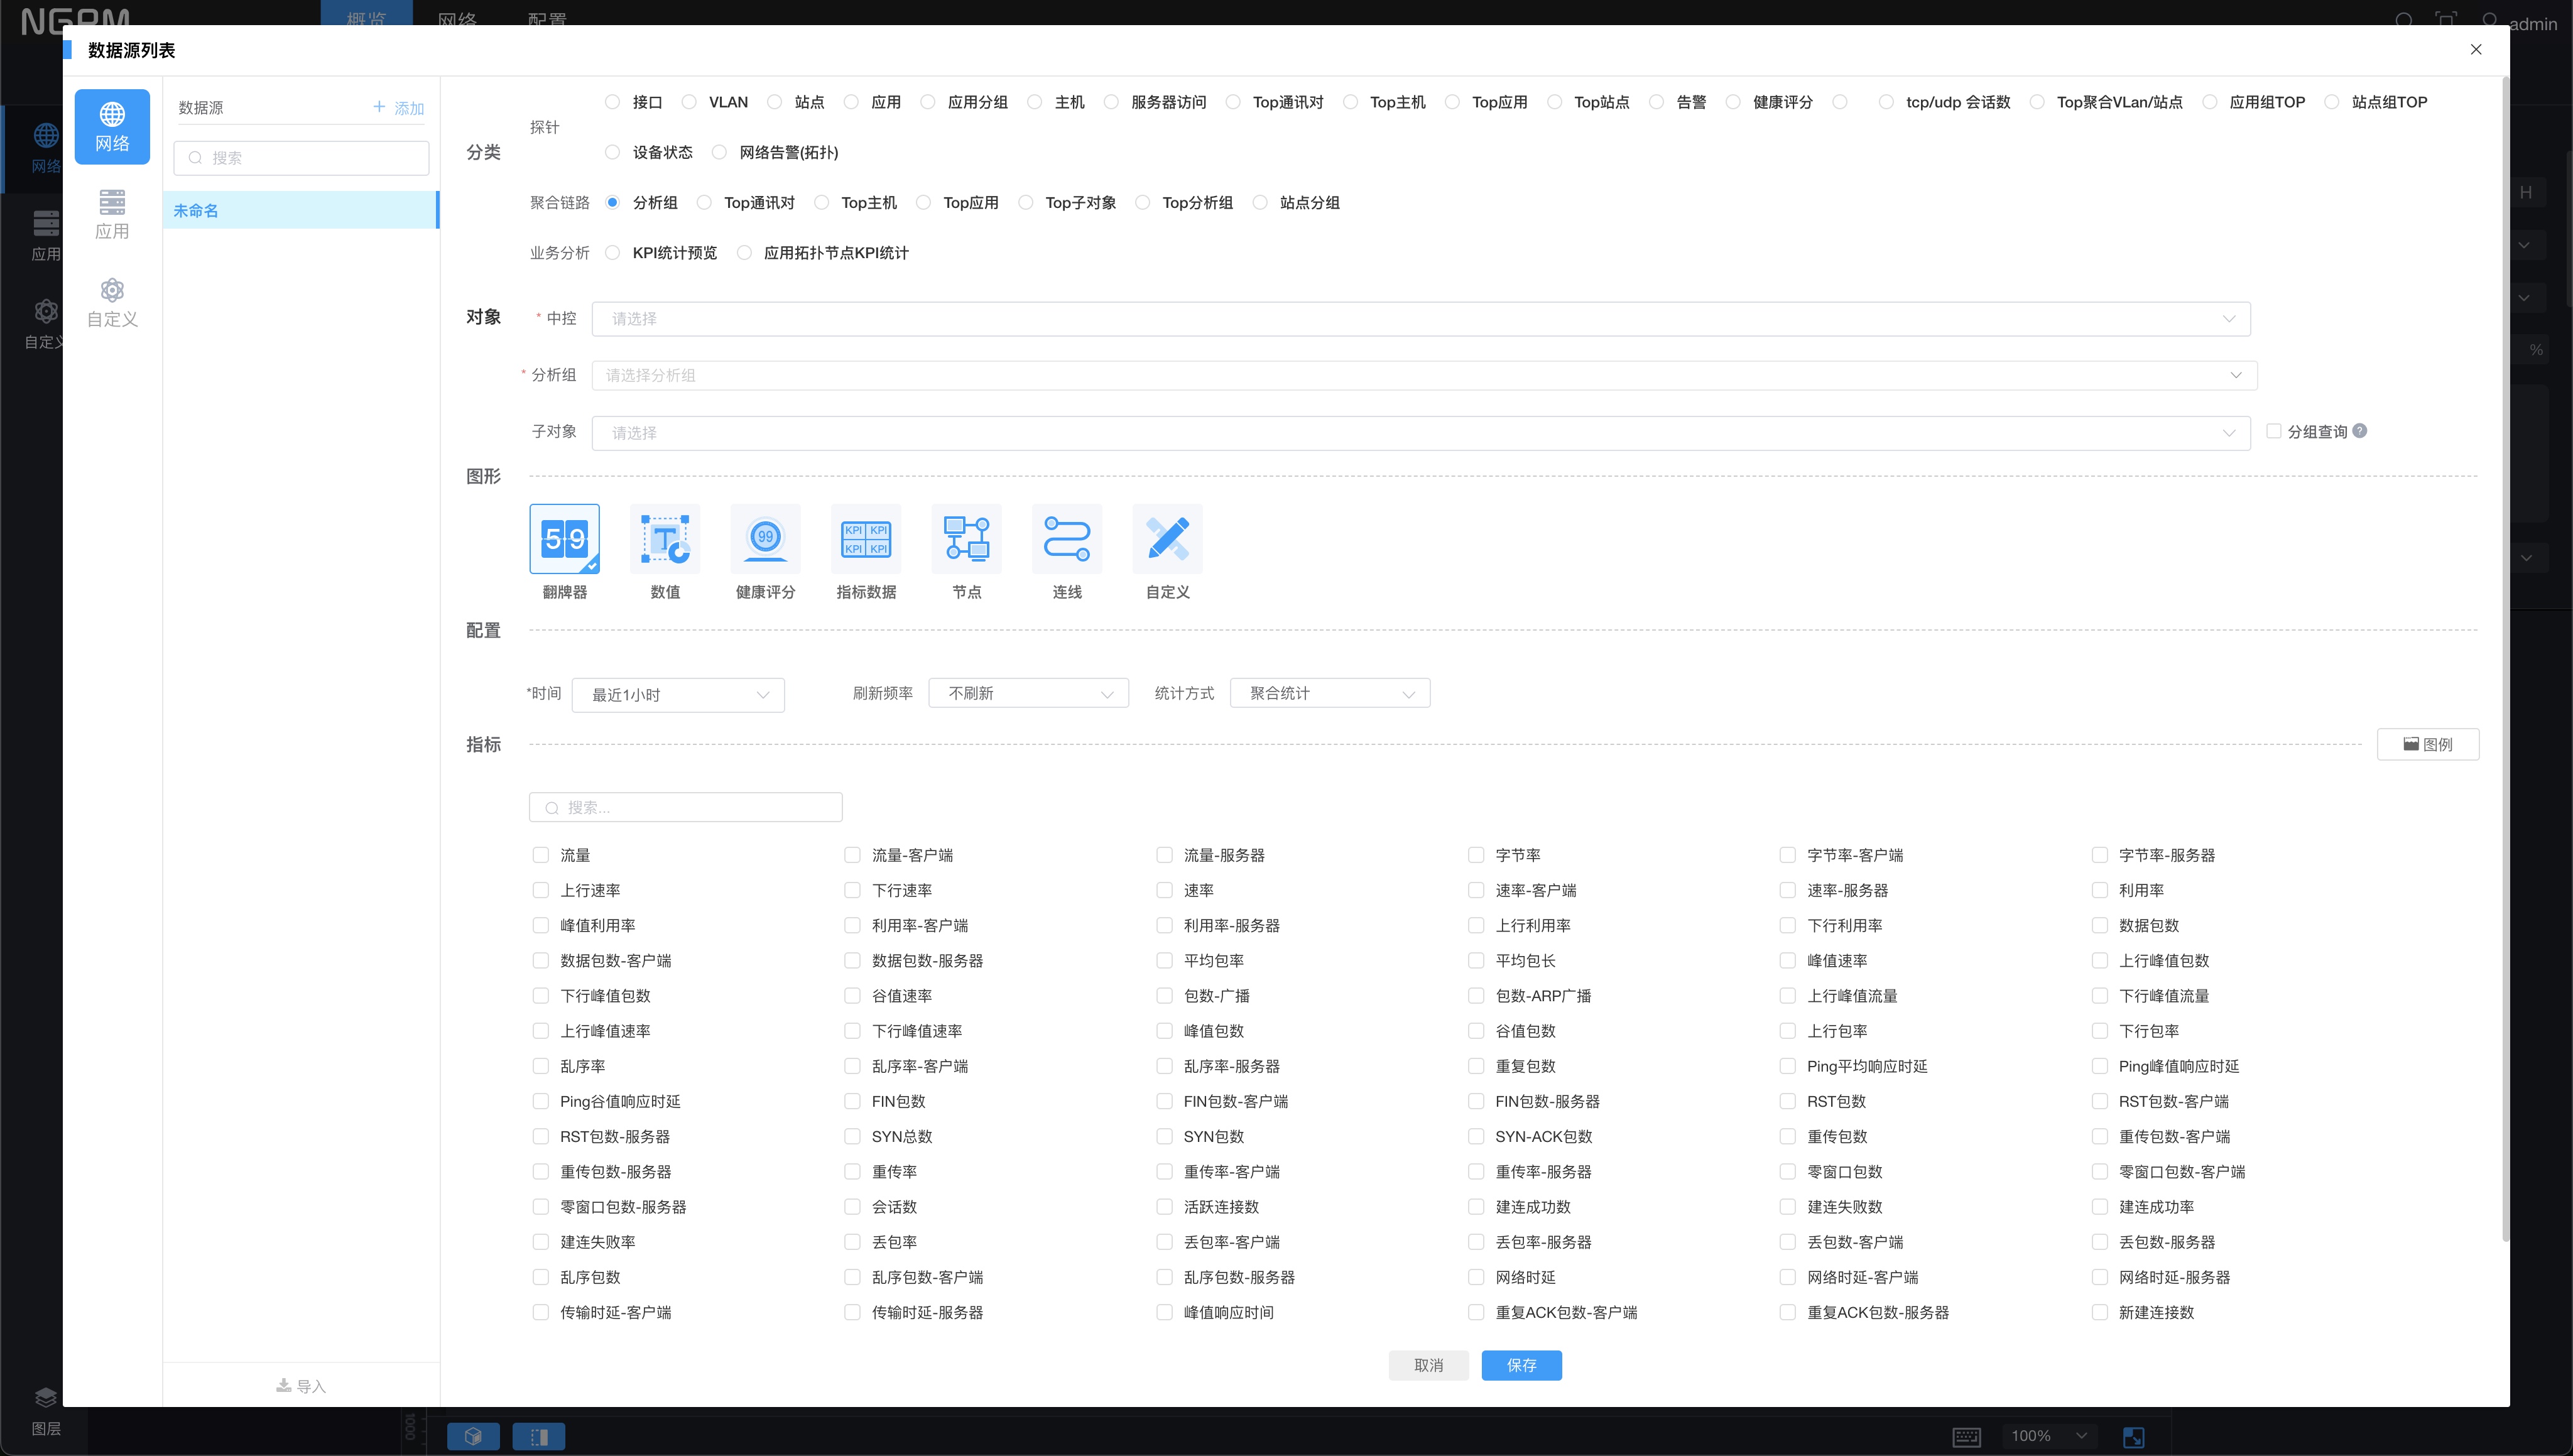 NGPM 概览 网络 配置 admin
数据源列表
网络
应用
自定义
图层
网络
应用
自定义
数据源 添加
搜索
未命名
导入
分类
探针 接口 VLAN 站点 应用 应用分组 主机 服务器访问 Top通讯对 Top主机 Top应用 Top站点 告警 健康评分 tcp/udp 会话数 Top聚合VLan/站点 应用组TOP 站点组TOP
设备状态 网络告警(拓扑)
聚合链路 分析组 Top通讯对 Top主机 Top应用 Top子对象 Top分析组 站点分组
业务分析 KPI统计预览 应用拓扑节点KPI统计
对象 * 中控 请选择
* 分析组 请选择分析组
子对象 请选择 分组查询 ?
图形
59 T 99 KPI KPI KPI KPI
翻牌器 数值 健康评分 指标数据 节点 连线 自定义
配置
*时间 最近1小时 刷新频率 不刷新 统计方式 聚合统计
指标 图例
搜索...
流量 流量-客户端 流量-服务器 字节率 字节率-客户端 字节率-服务器
上行速率 下行速率 速率 速率-客户端 速率-服务器 利用率
峰值利用率 利用率-客户端 利用率-服务器 上行利用率 下行利用率 数据包数
数据包数-客户端 数据包数-服务器 平均包率 平均包长 峰值速率 上行峰值包数
下行峰值包数 谷值速率 包数-广播 包数-ARP广播 上行峰值流量 下行峰值流量
上行峰值速率 下行峰值速率 峰值包数 谷值包数 上行包率 下行包率
乱序率 乱序率-客户端 乱序率-服务器 重复包数 Ping平均响应时延 Ping峰值响应时延
Ping谷值响应时延 FIN包数 FIN包数-客户端 FIN包数-服务器 RST包数 RST包数-客户端
RST包数-服务器 SYN总数 SYN包数 SYN-ACK包数 重传包数 重传包数-客户端
重传包数-服务器 重传率 重传率-客户端 重传率-服务器 零窗口包数 零窗口包数-客户端
零窗口包数-服务器 会话数 活跃连接数 建连成功数 建连失败数 建连成功率
建连失败率 丢包率 丢包率-客户端 丢包率-服务器 丢包数-客户端 丢包数-服务器
乱序包数 乱序包数-客户端 乱序包数-服务器 网络时延 网络时延-客户端 网络时延-服务器
传输时延-客户端 传输时延-服务器 峰值响应时间 重复ACK包数-客户端 重复ACK包数-服务器 新建连接数
取消 保存
H
%
100%